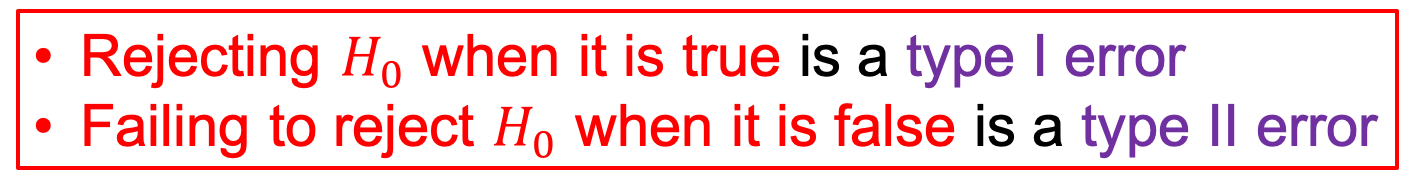 • Rejecting H₀ when it is true is a type I error
• Failing to reject H₀ when it is false is a type II error